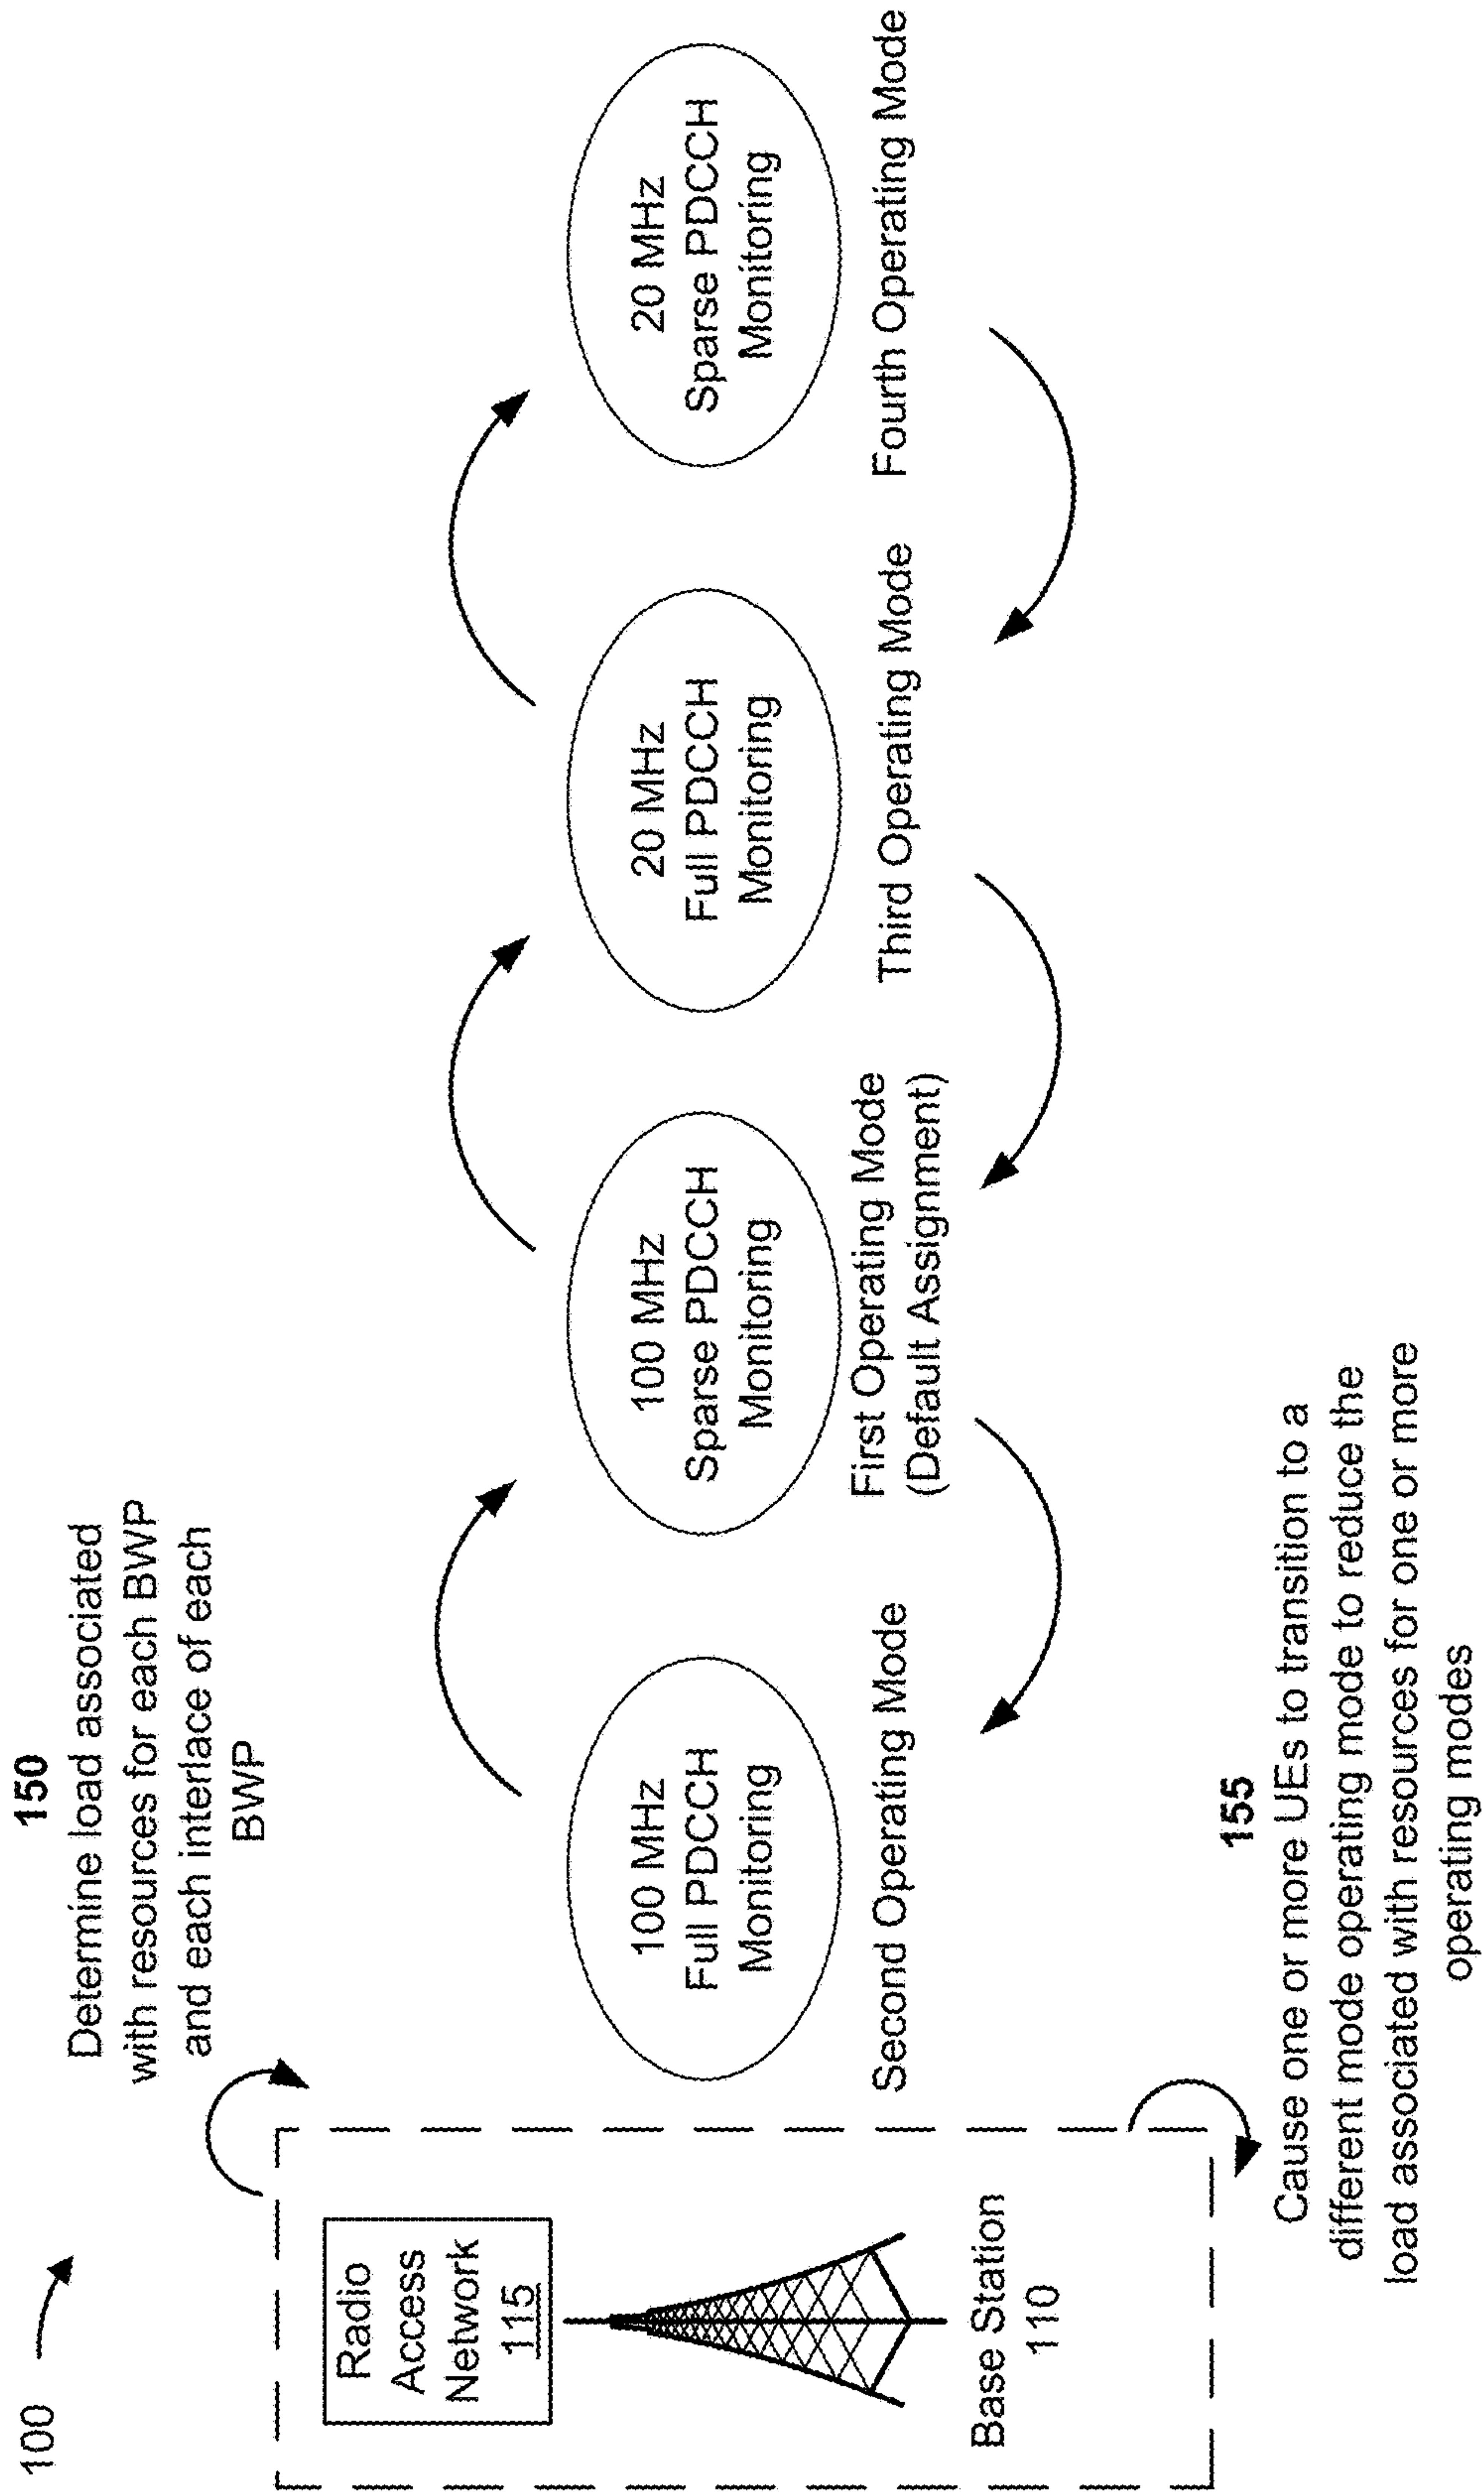 100
150
Determine load associated
with resources for each BWP
and each interlace of each
BWP
Radio
Access
Network
115
Base Station
110
100 MHz
Full PDCCH
Monitoring
Second Operating Mode
100 MHz
Sparse PDCCH
Monitoring
First Operating Mode
(Default Assignment)
20 MHz
Full PDCCH
Monitoring
Third Operating Mode
20 MHz
Sparse PDCCH
Monitoring
Fourth Operating Mode
155
Cause one or more UEs to transition to a
different mode operating mode to reduce the
load associated with resources for one or more
operating modes